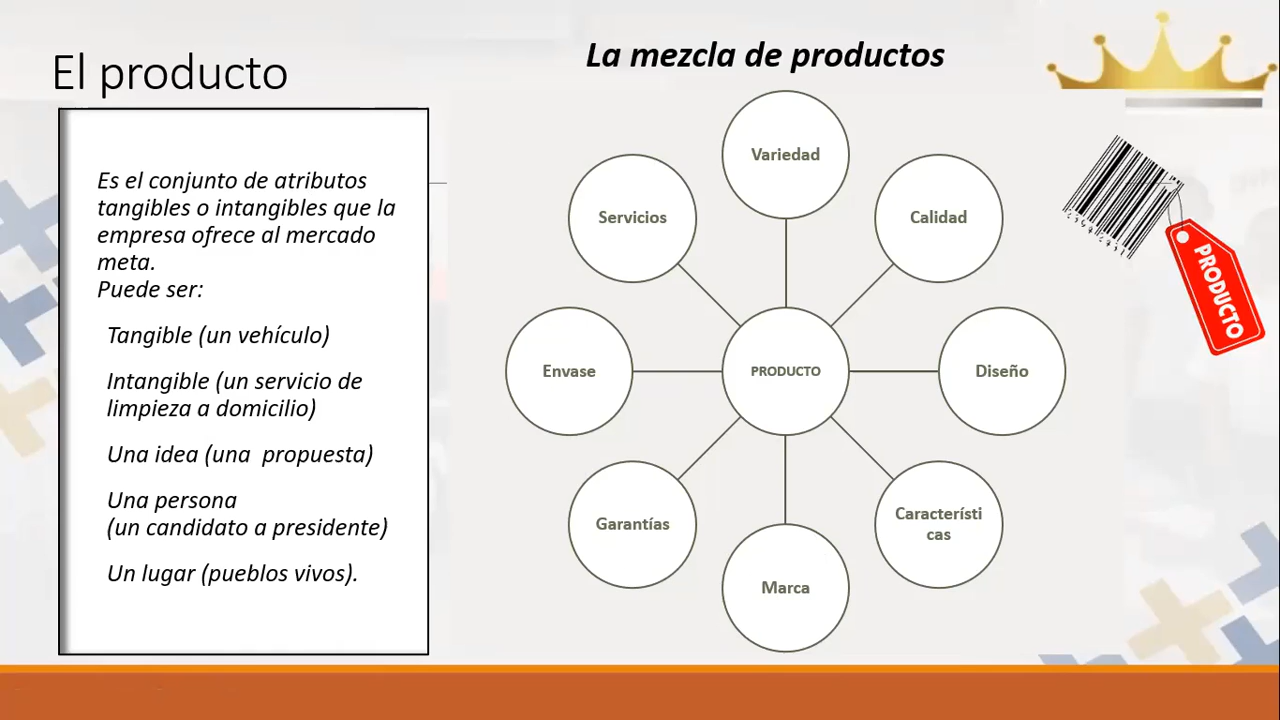 El producto
Es el conjunto de atributos
tangibles o intangibles que la
empresa ofrece al mercado
meta.
Puede ser:
Tangible (un vehículo)
Intangible (un servicio de
limpieza a domicilio)
Una idea (una  propuesta)
Una persona
(un candidato a presidente)
Un lugar (pueblos vivos).
La mezcla de productos
Variedad
Calidad
Diseño
Característi
cas
Marca
Garantías
Envase
Servicios
PRODUCTO
PRODUCTO